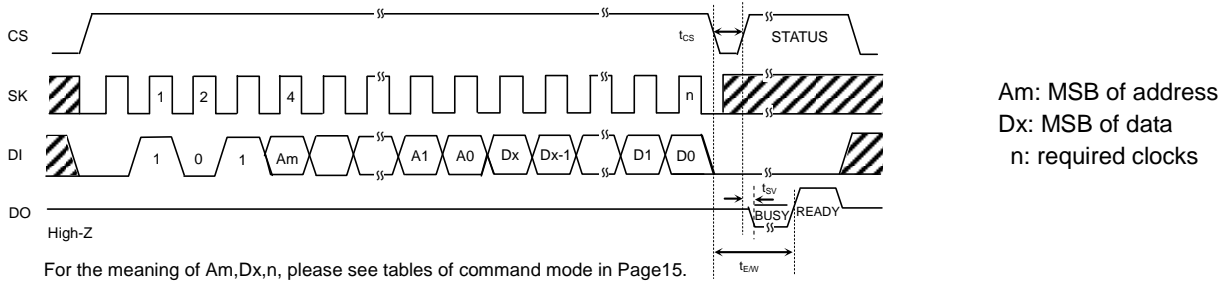 CS
tCS
STATUS
SK
1
2
4
n
DI
1
0
1
Am
A1
A0
Dx
Dx-1
D1
D0
tSV
DO
BUSY
READY
High-Z
tE/W
For the meaning of Am,Dx,n, please see tables of command mode in Page15.
Am: MSB of address
Dx: MSB of data
n: required clocks